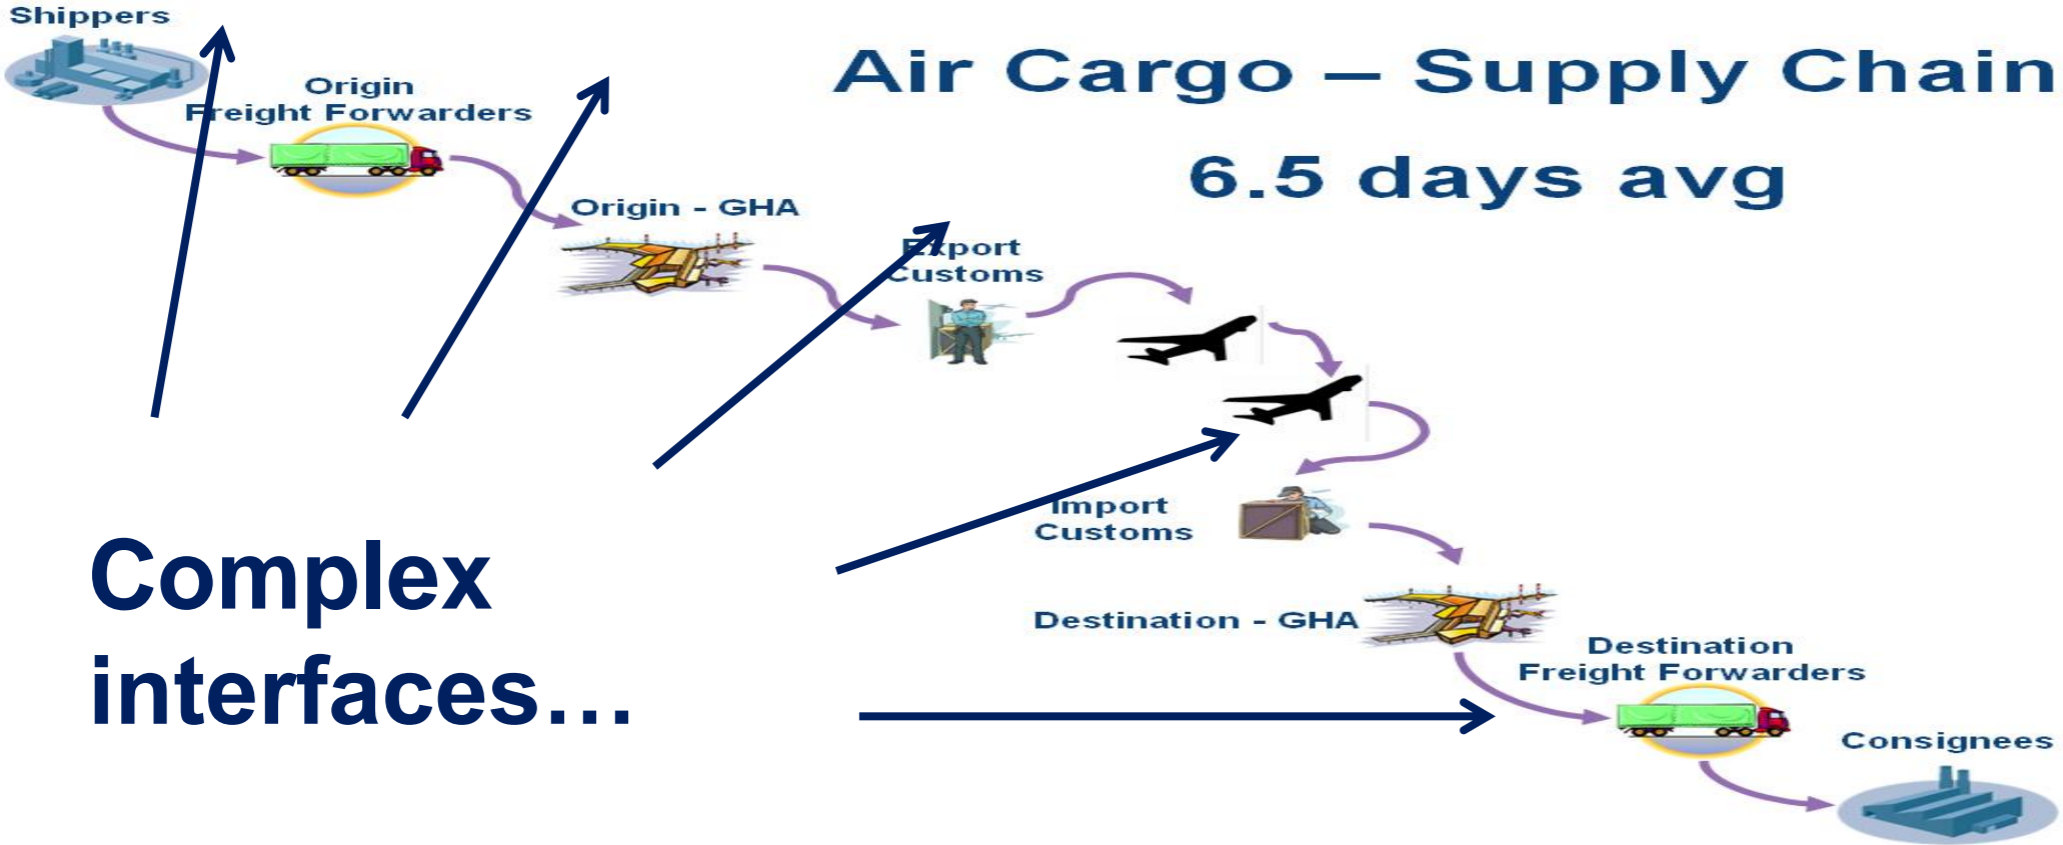 Shippers
Air Cargo – Supply Chain
6.5 days avg
Origin
Freight Forwarders
Origin - GHA
Export
Customs
Import
Customs
Complex
interfaces…
Destination - GHA
Destination
Freight Forwarders
Consignees